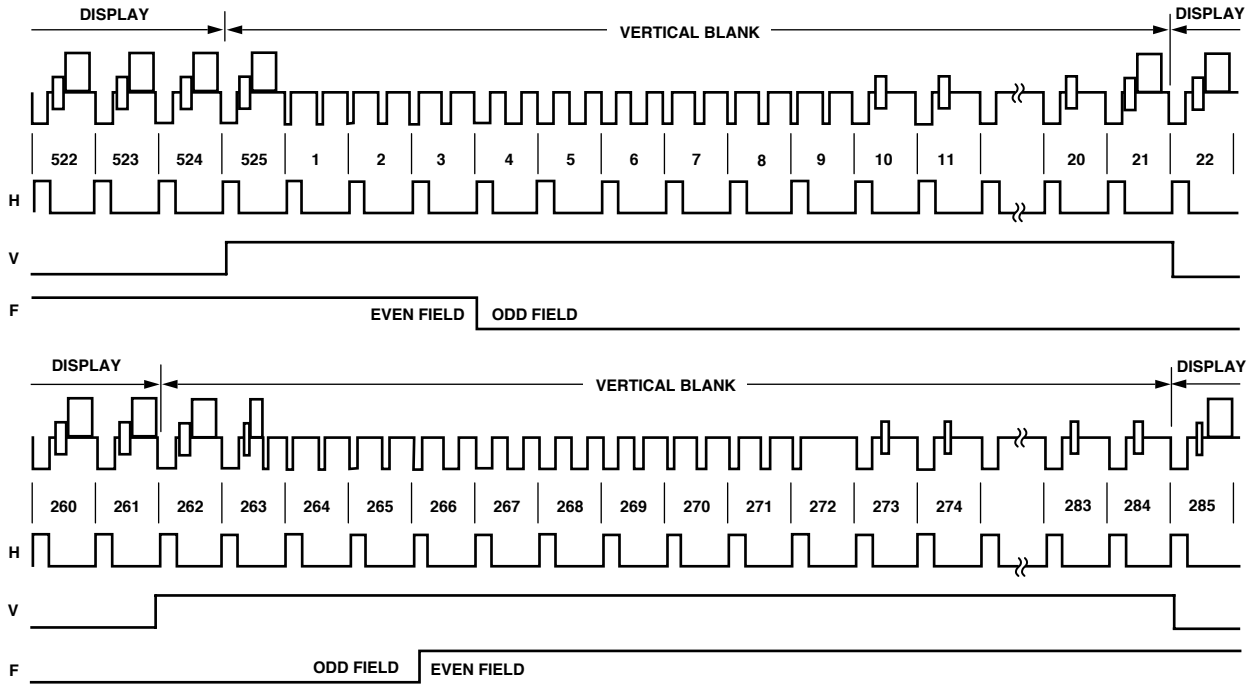 DISPLAY VERTICAL BLANK DISPLAY
522 523 524 525 1 2 3 4 5 6 7 8 9 10 11 20 21 22
H
V
F EVEN FIELD ODD FIELD
DISPLAY VERTICAL BLANK DISPLAY
260 261 262 263 264 265 266 267 268 269 270 271 272 273 274 283 284 285
H
V
F ODD FIELD EVEN FIELD